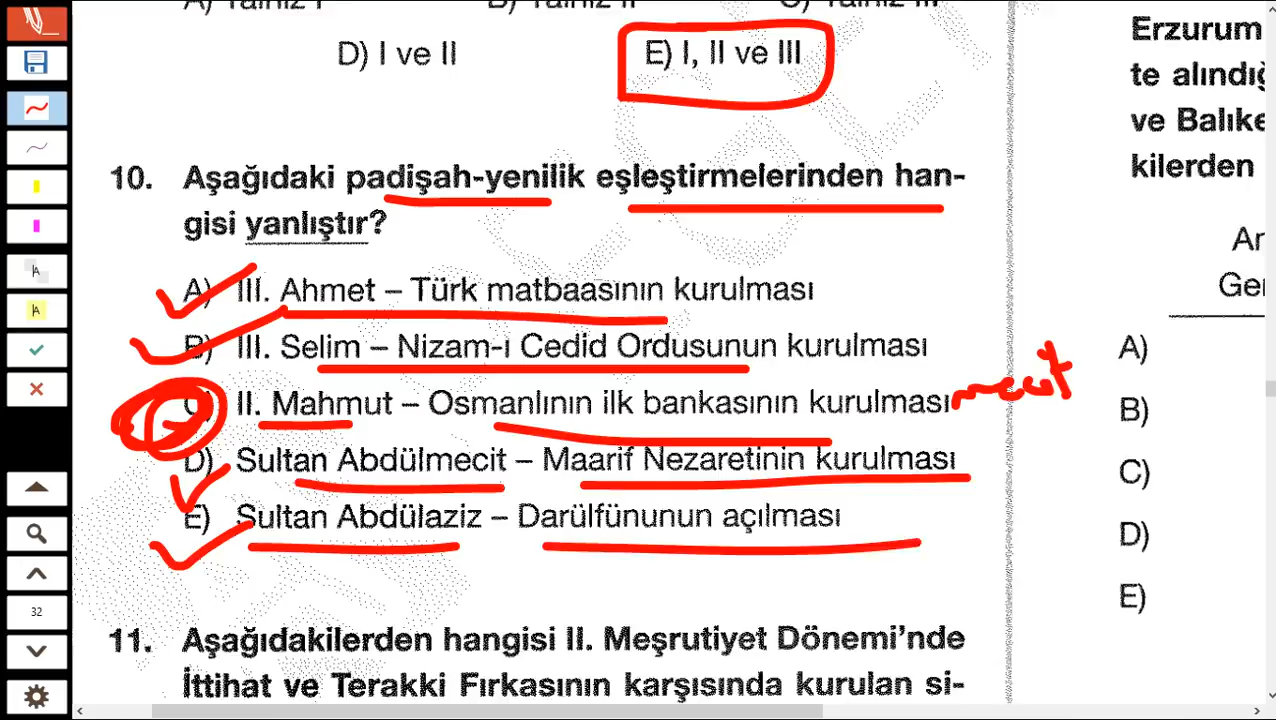 D) I ve II
E) I, II ve III
10. Aşağıdaki padişah-yenilik eşleştirmelerinden han-
gisi yanlıştır?
A) III. Ahmet – Türk matbaasının kurulması
B) III. Selim – Nizam-ı Cedid Ordusunun kurulması
C) II. Mahmut – Osmanlının ilk bankasının kurulması
D) Sultan Abdülmecit – Maarif Nezaretinin kurulması
E) Sultan Abdülaziz – Darülfünunun açılması
11. Aşağıdakilerden hangisi II. Meşrutiyet Dönemi'nde
İttihat ve Terakki Fırkasının karşısında kurulan si-
Erzurum
te alındığ
ve Balıke
kilerden
Ar
Ge
A)
B)
C)
D)
E)
32